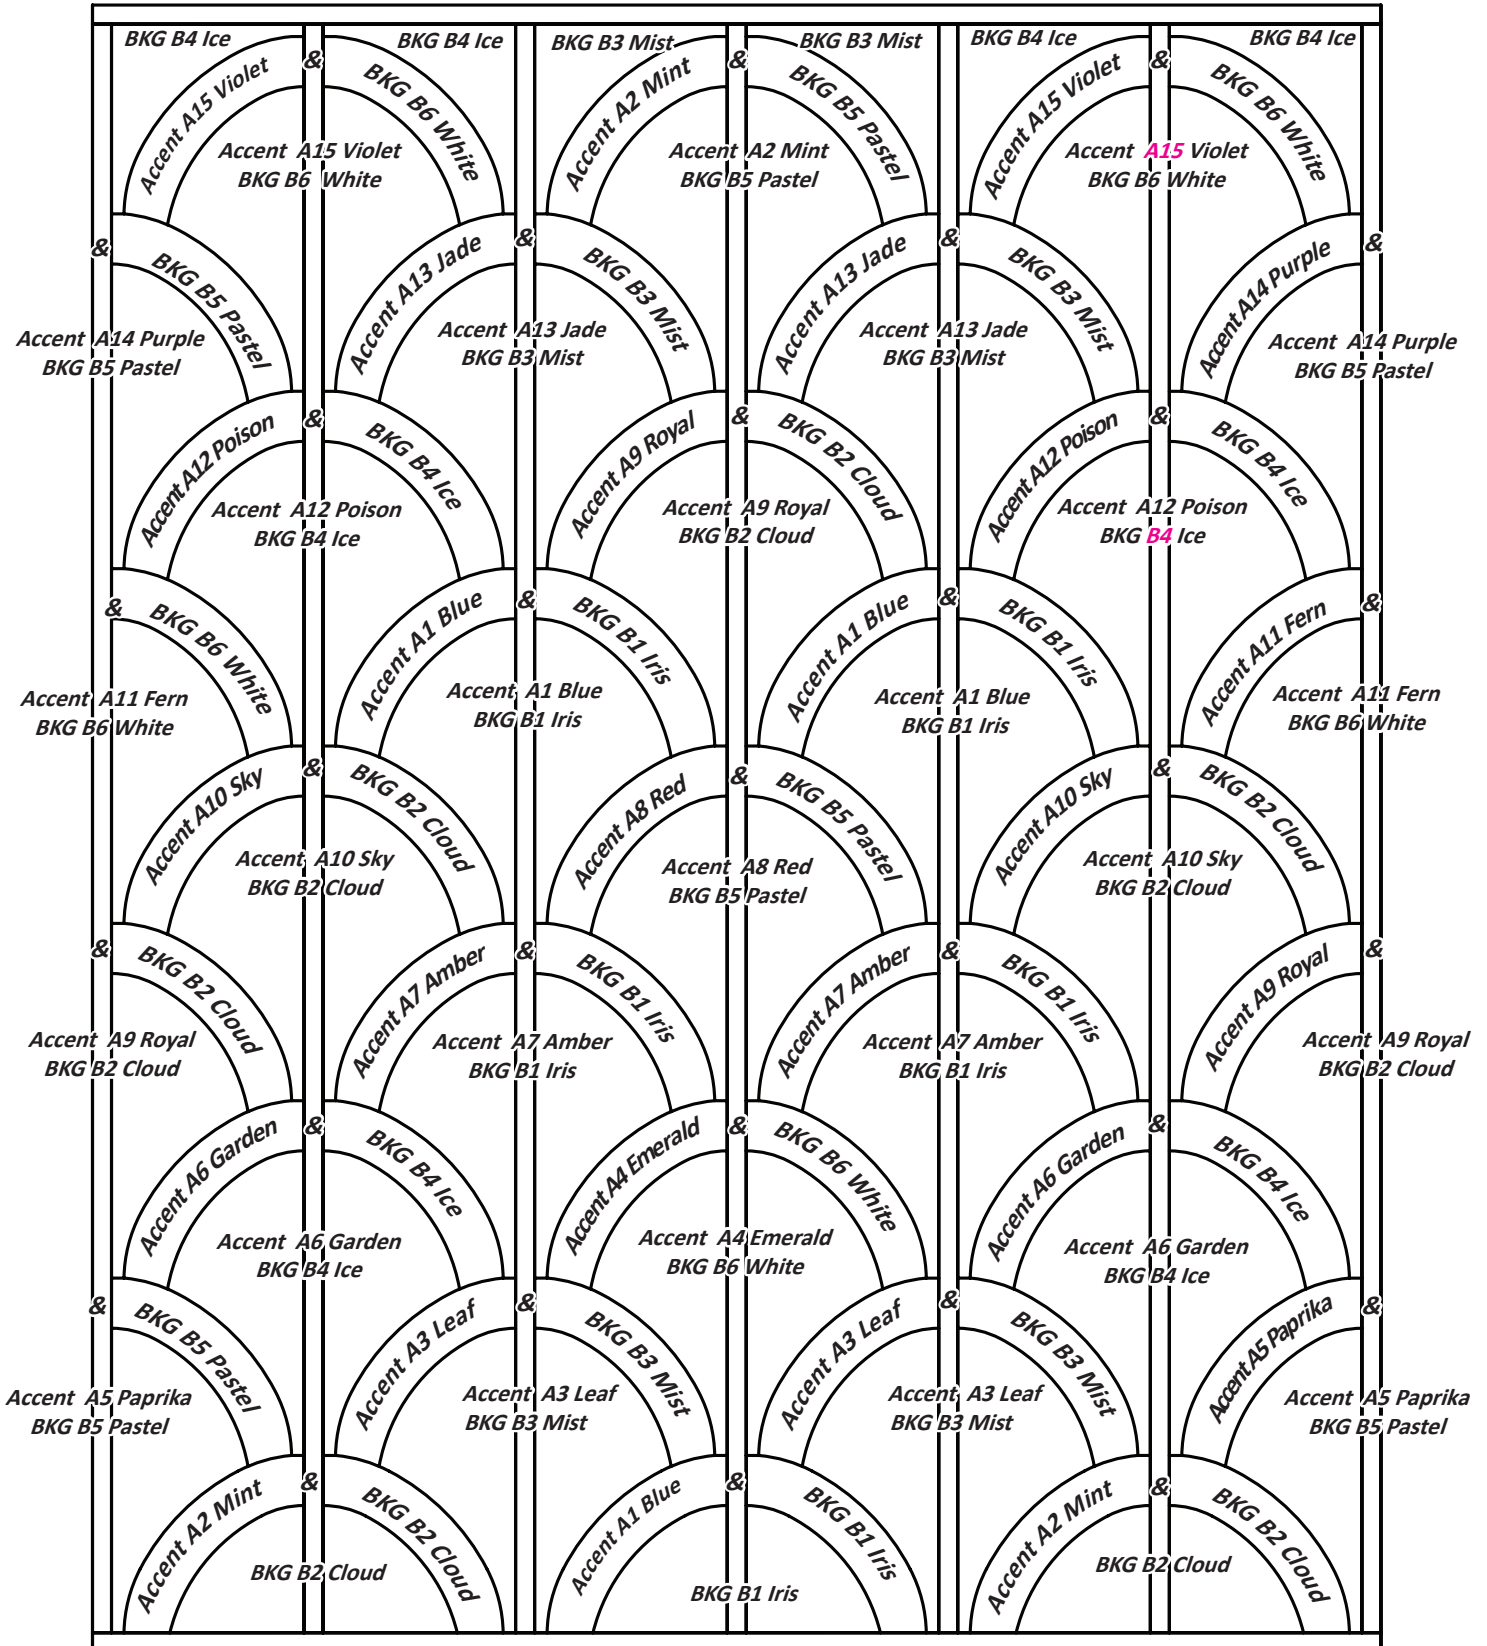 BKG B4 Ice
BKG B4 Ice
BKG B3 Mist
BKG B3 Mist
BKG B4 Ice
BKG B4 Ice
Accent A15 Violet & BKG B6 White
Accent A2 Mint & BKG B5 Pastel
Accent A15 Violet & BKG B6 White
Accent A15 Violet
BKG B6 White
Accent A2 Mint
BKG B5 Pastel
Accent A15 Violet
BKG B6 White
& BKG B5 Pastel
Accent A13 Jade & BKG B3 Mist
Accent A13 Jade & BKG B3 Mist
Accent A14 Purple &
Accent A14 Purple
BKG B5 Pastel
Accent A13 Jade
BKG B3 Mist
Accent A13 Jade
BKG B3 Mist
Accent A14 Purple
BKG B5 Pastel
Accent A12 Poison & BKG B4 Ice
Accent A9 Royal & BKG B2 Cloud
Accent A12 Poison & BKG B4 Ice
Accent A12 Poison
BKG B4 Ice
Accent A9 Royal
BKG B2 Cloud
Accent A12 Poison
BKG B4 Ice
& BKG B6 White
Accent A1 Blue & BKG B1 Iris
Accent A1 Blue & BKG B1 Iris
Accent A11 Fern &
Accent A11 Fern
BKG B6 White
Accent A1 Blue
BKG B1 Iris
Accent A1 Blue
BKG B1 Iris
Accent A11 Fern
BKG B6 White
Accent A10 Sky & BKG B2 Cloud
Accent A8 Red & BKG B5 Pastel
Accent A10 Sky & BKG B2 Cloud
Accent A10 Sky
BKG B2 Cloud
Accent A8 Red
BKG B5 Pastel
Accent A10 Sky
BKG B2 Cloud
& BKG B2 Cloud
Accent A7 Amber & BKG B1 Iris
Accent A7 Amber & BKG B1 Iris
Accent A9 Royal &
Accent A9 Royal
BKG B2 Cloud
Accent A7 Amber
BKG B1 Iris
Accent A7 Amber
BKG B1 Iris
Accent A9 Royal
BKG B2 Cloud
Accent A6 Garden & BKG B4 Ice
Accent A4 Emerald & BKG B6 White
Accent A6 Garden & BKG B4 Ice
Accent A6 Garden
BKG B4 Ice
Accent A4 Emerald
BKG B6 White
Accent A6 Garden
BKG B4 Ice
& BKG B5 Pastel
Accent A3 Leaf & BKG B3 Mist
Accent A3 Leaf & BKG B3 Mist
Accent A5 Paprika &
Accent A5 Paprika
BKG B5 Pastel
Accent A3 Leaf
BKG B3 Mist
Accent A3 Leaf
BKG B3 Mist
Accent A5 Paprika
BKG B5 Pastel
Accent A2 Mint & BKG B2 Cloud
Accent A1 Blue & BKG B1 Iris
Accent A2 Mint & BKG B2 Cloud
BKG B2 Cloud
BKG B1 Iris
BKG B2 Cloud